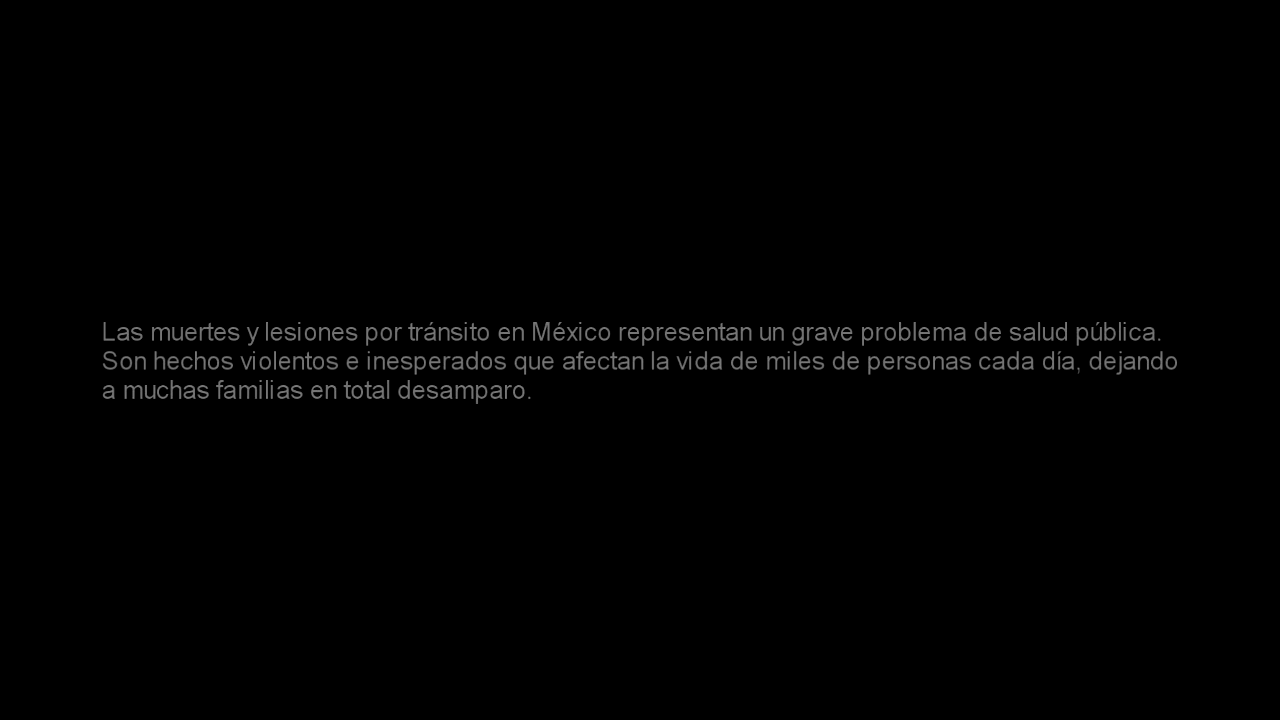 Las muertes y lesiones por tránsito en México representan un grave problema de salud pública.
Son hechos violentos e inesperados que afectan la vida de miles de personas cada día, dejando
a muchas familias en total desamparo.